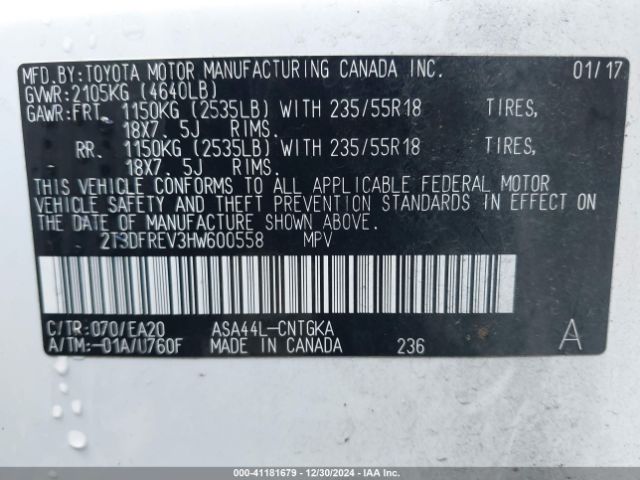 MFD.BY:TOYOTA MOTOR MANUFACTURING CANADA INC. 01/17
GVWR:2105KG (4640LB)
GAWR:FRT. 1150KG (2535LB) WITH 235/55R18 TIRES,
18X7.5J RIMS.
RR. 1150KG (2535LB) WITH 235/55R18 TIRES,
18X7.5J RIMS.
THIS VEHICLE CONFORMS TO ALL APPLICABLE FEDERAL MOTOR
VEHICLE SAFETY AND THEFT PREVENTION STANDARDS IN EFFECT ON
THE DATE OF MANUFACTURE SHOWN ABOVE.
2T3DFREV3HW600558 MPV
C/TR:070/EA20 ASA44L-CNTGKA A
A/TM:-01A/U760F MADE IN CANADA 236
000-41181679 - 12/30/2024 - IAA Inc.